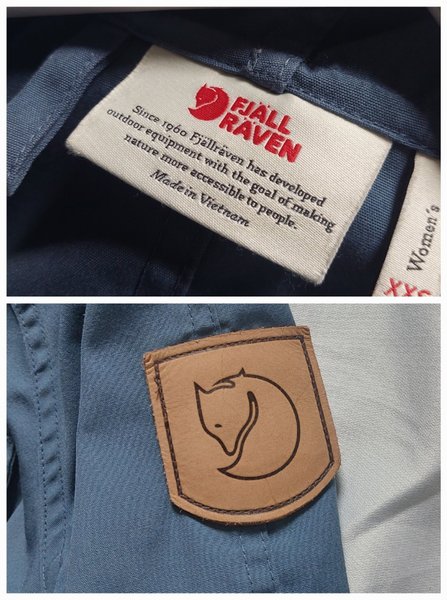 FJÄLL
RÄVEN
Since 1960 Fjällräven has developed
outdoor equipment with the goal of making
nature more accessible to people.
Made in Vietnam
Women's
XXS